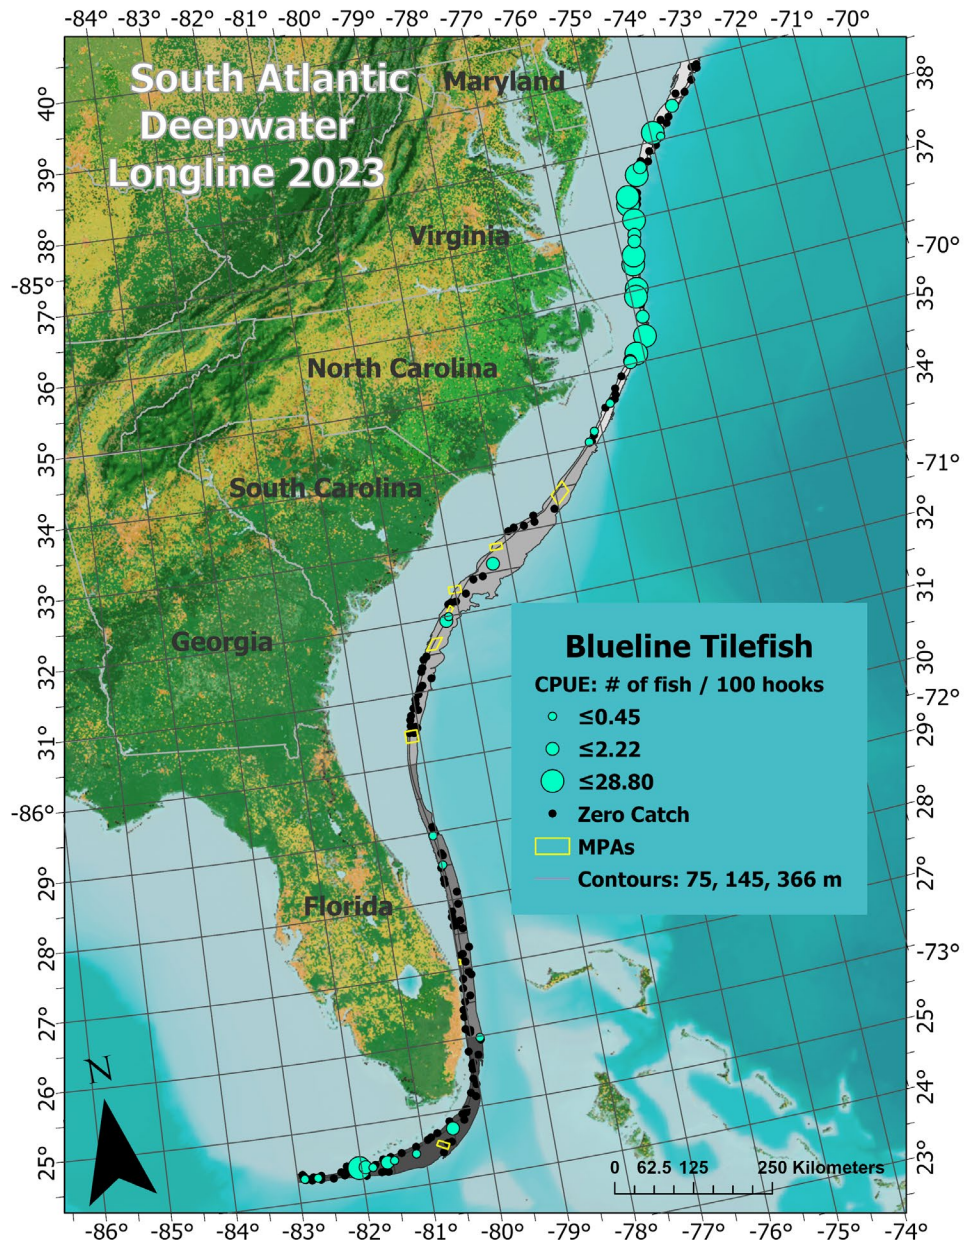 -84° -83° -82° -81° -80° -79° -78° -77° -76° -75° -74° -73° -72° -71° -70°
South Atlantic
Deepwater
Longline 2023
Maryland
Virginia
North Carolina
South Carolina
Georgia
Florida
40°
39°
38°
-85°
37°
36°
35°
34°
33°
32°
31°
-86°
29°
28°
27°
26°
25°
38°
37°
-70°
35°
34°
-71°
32°
31°
30°
-72°
29°
28°
27°
-73°
25°
24°
23°
Blueline Tilefish
CPUE: # of fish / 100 hooks
≤0.45
≤2.22
≤28.80
Zero Catch
MPAs
Contours: 75, 145, 366 m
N
0 62.5 125 250 Kilometers
-86° -85° -84° -83° -82° -81° -80° -79° -78° -77° -76° -75° -74°